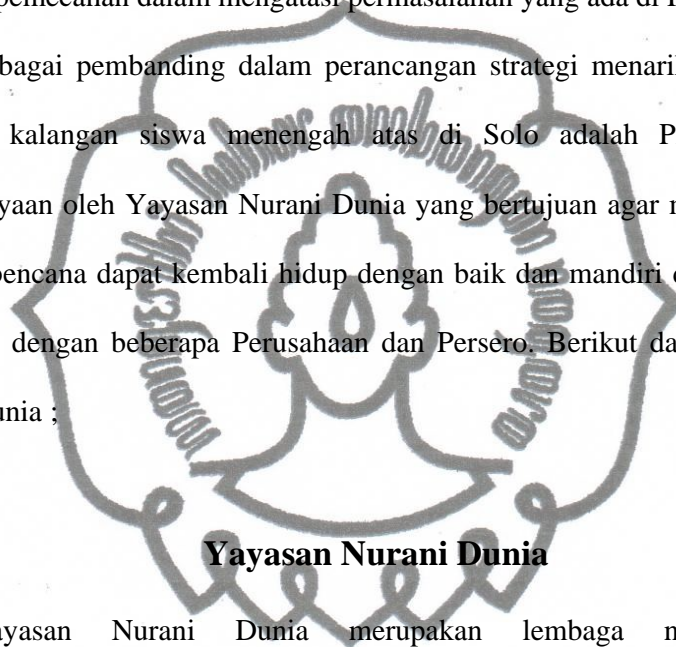 pemecahan dalam mengatasi permasalahan yang ada di
bagai pembanding dalam perancangan strategi menari
kalangan siswa menengah atas di Solo adalah P
yaan oleh Yayasan Nurani Dunia yang bertujuan agar
bencana dapat kembali hidup dengan baik dan mandiri
dengan beberapa Perusahaan dan Persero. Berikut da
unia ;
Yayasan Nurani Dunia
ayasan Nurani Dunia merupakan lembaga